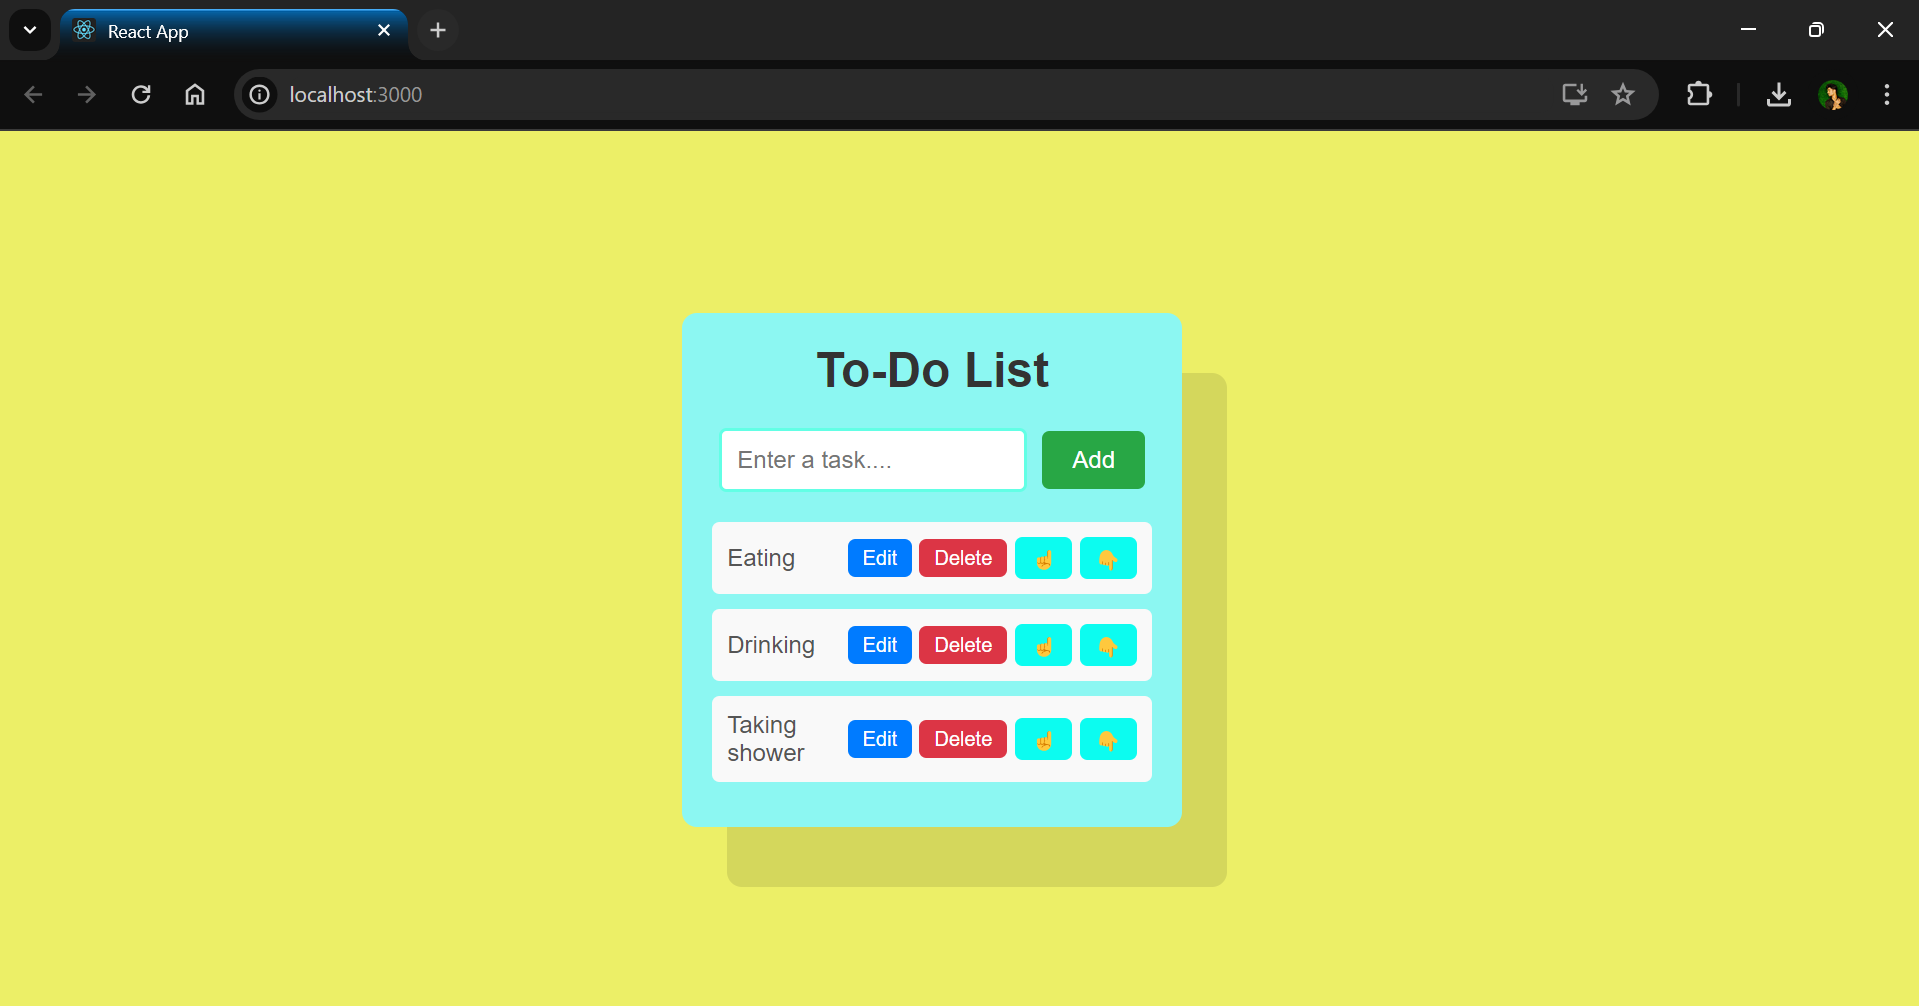 React App
localhost:3000
To-Do List
Enter a task.... Add
Eating Edit Delete ☝ 👇
Drinking Edit Delete ☝ 👇
Taking shower Edit Delete ☝ 👇